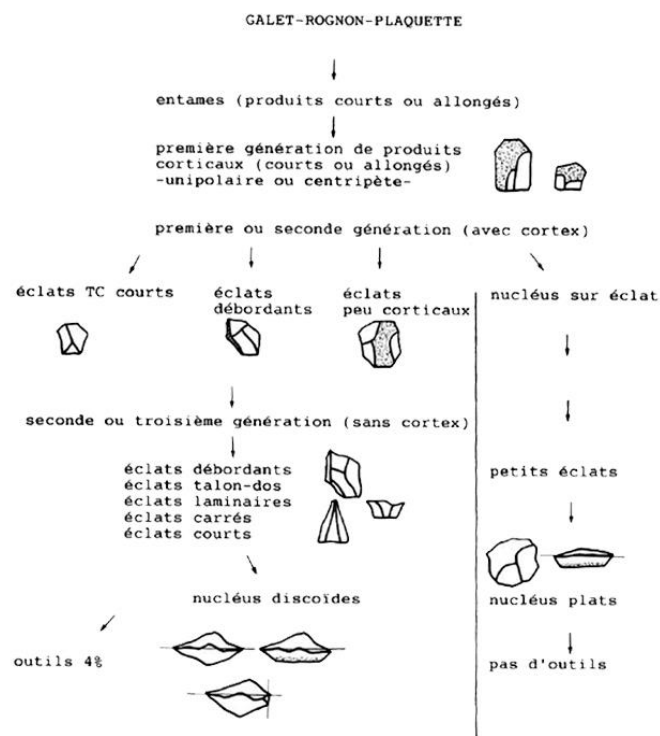 GALET-ROGNON-PLAQUETTE
entames (produits courts ou allongés)
première génération de produits
corticaux (courts ou allongés)
-unipolaire ou centripète-
première ou seconde génération (avec cortex)
éclats TC courts
éclats
débordants
éclats
peu corticaux
nucléus sur éclat
seconde ou troisième génération (sans cortex)
éclats débordants
éclats talon-dos
éclats laminaires
éclats carrés
éclats courts
petits éclats
nucléus discoïdes
nucléus plats
outils 4%
pas d'outils